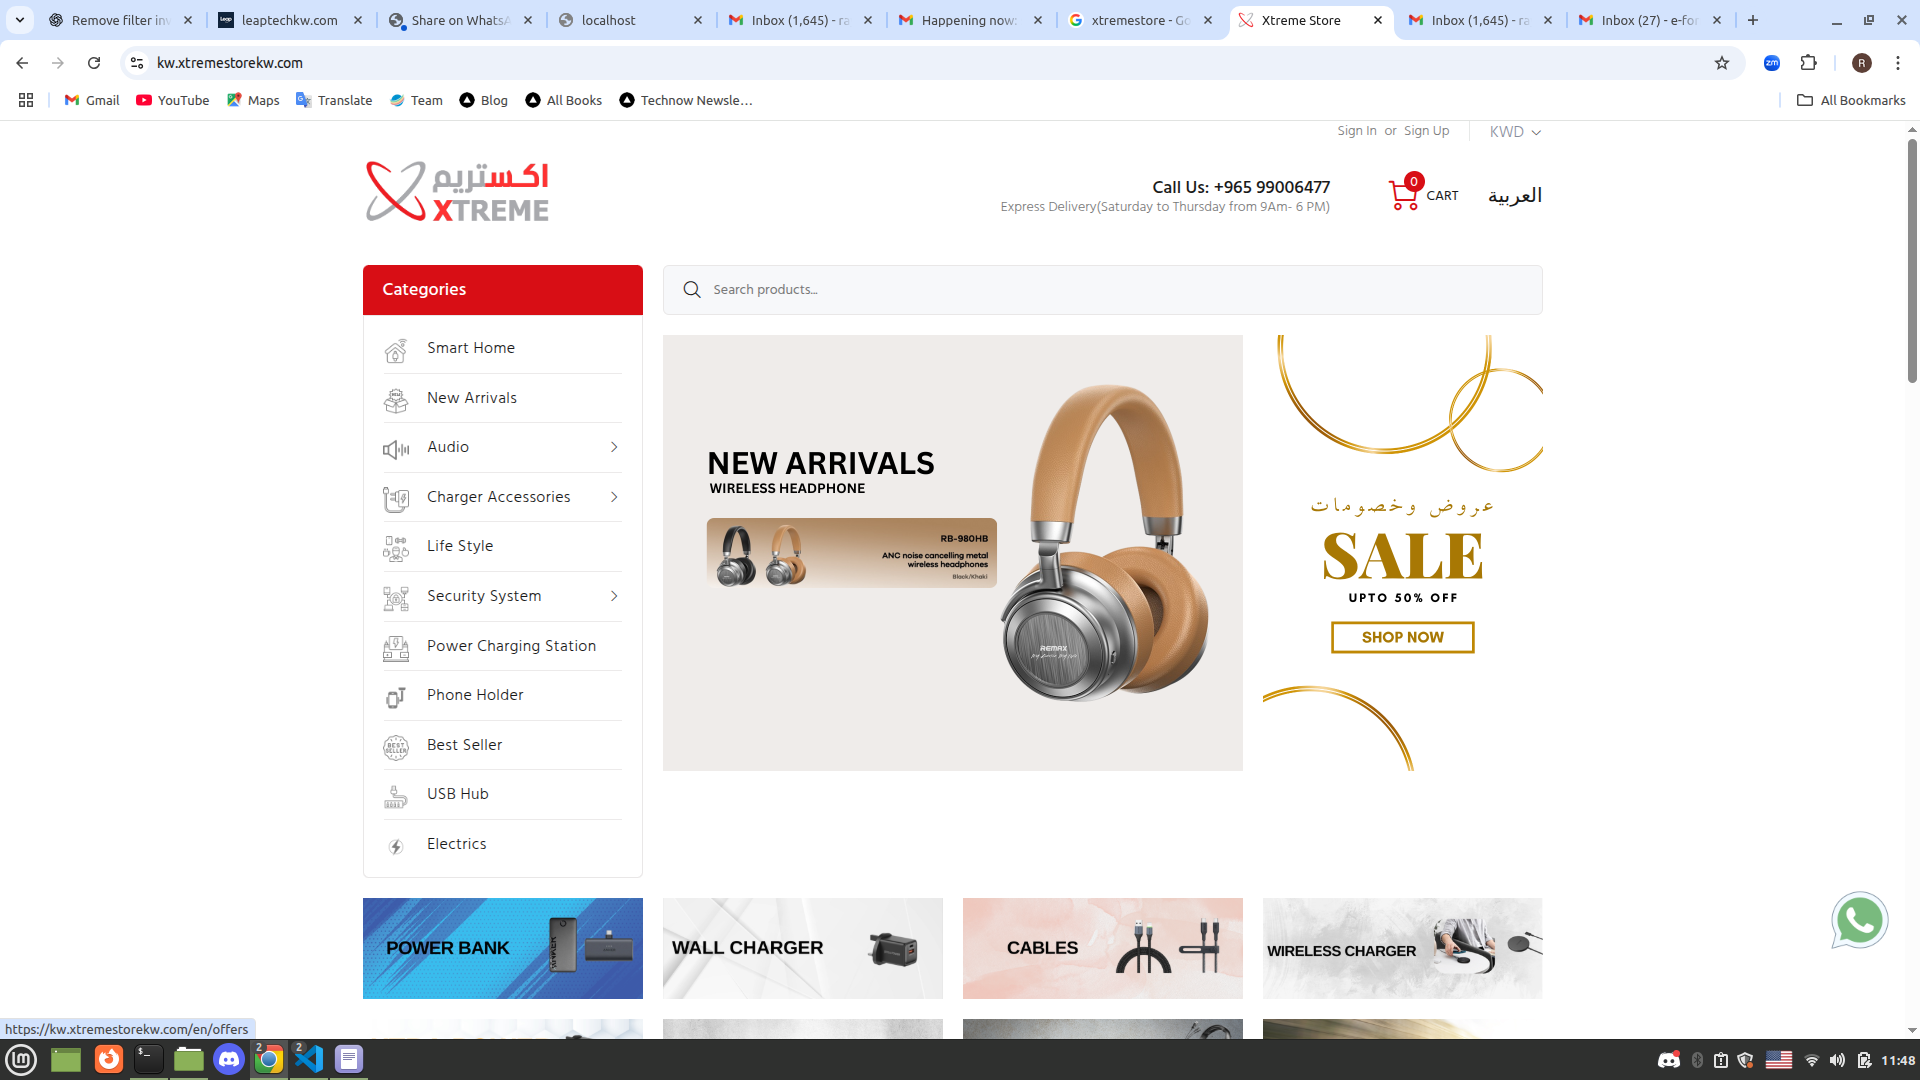 Remove filter inv
leaptechkw.com
Share on WhatsA
localhost
Inbox (1,645) - ra
Happening now:
xtremestore - Go
Xtreme Store
Inbox (1,645) - ra
Inbox (27) - e-for
kw.xtremestorekw.com
zm
R
Gmail
YouTube
Maps
Translate
Team
Blog
All Books
Technow Newsle…
All Bookmarks
Sign In or Sign Up
KWD
اكستريم
XTREME
Call Us: +965 99006477
Express Delivery(Saturday to Thursday from 9Am- 6 PM)
0
CART
العربية
Categories
Search products...
Smart Home
New Arrivals
Audio
Charger Accessories
Life Style
Security System
Power Charging Station
Phone Holder
Best Seller
USB Hub
Electrics
NEW ARRIVALS
WIRELESS HEADPHONE
RB-980HB
ANC noise cancelling metal
wireless headphones
Black/Khaki
REMAX
عروض وخصومات
SALE
UPTO 50% OFF
SHOP NOW
POWER BANK
WALL CHARGER
CABLES
WIRELESS CHARGER
https://kw.xtremestorekw.com/en/offers
2
2
11:48